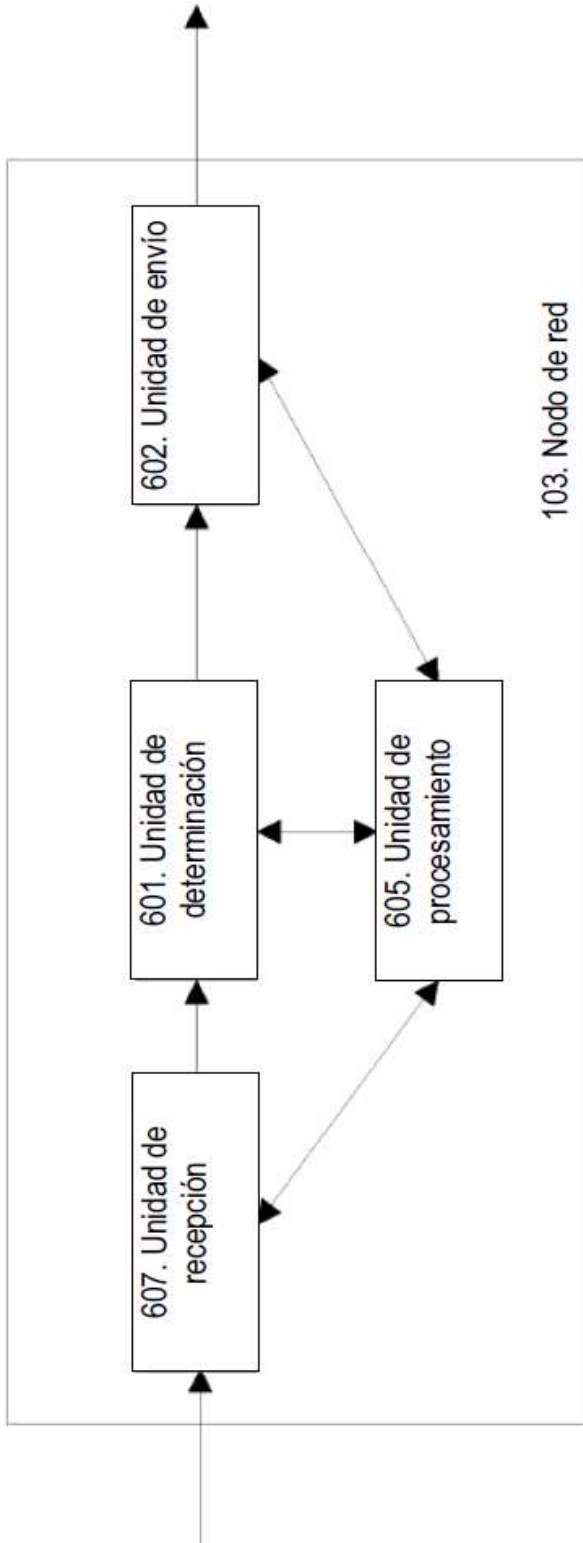 607. Unidad de
recepción
601. Unidad de
determinación
602. Unidad de envío
605. Unidad de
procesamiento
103. Nodo de red